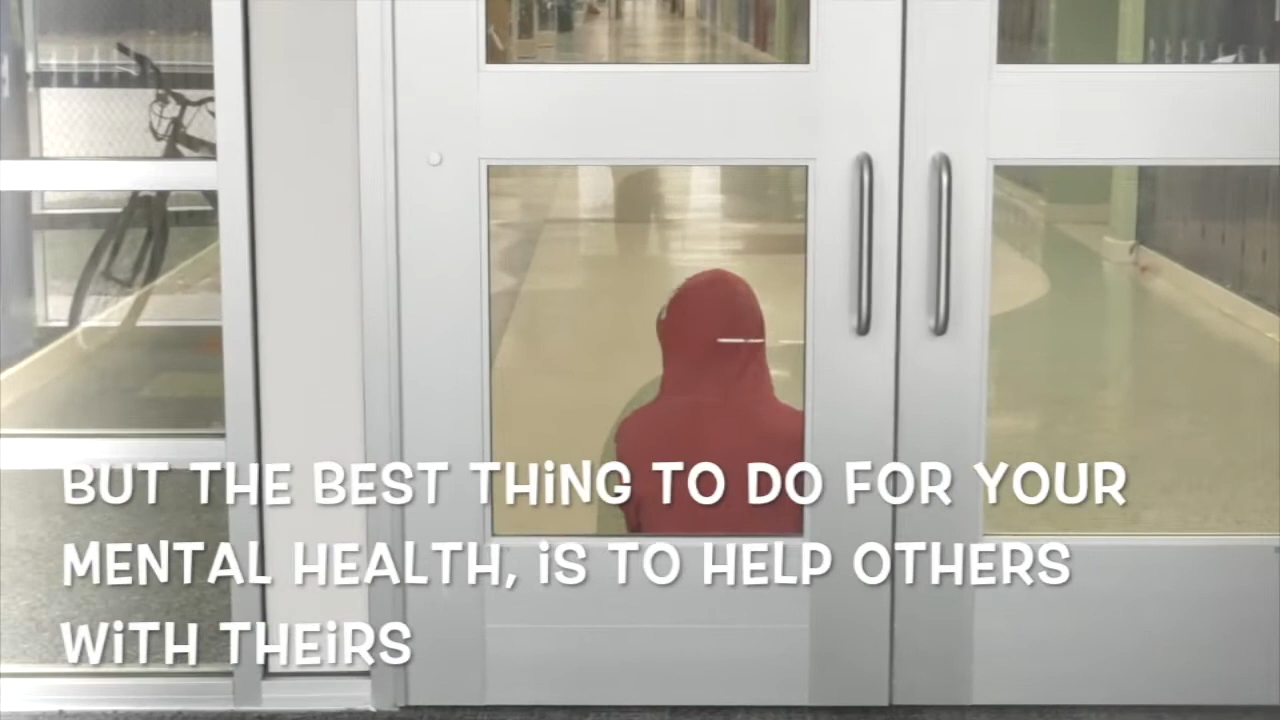 BUT THE BEST THiNG TO DO FOR YOUR
MENTAL HEALTH, iS TO HELP OTHERS
WiTH THEiRS